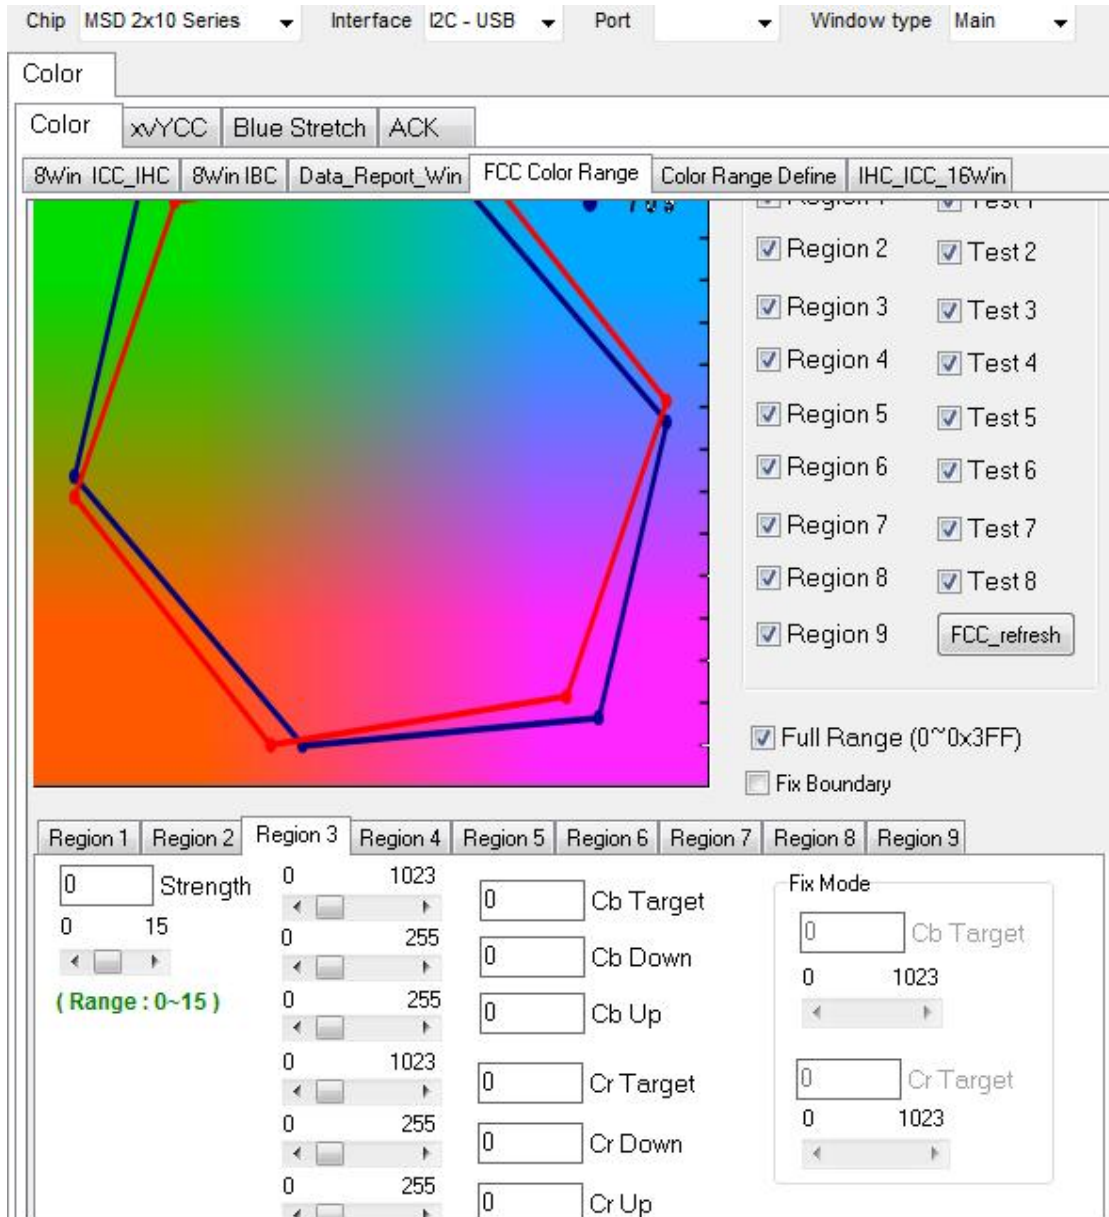 Chip MSD 2x10 Series Interface I2C - USB Port Window type Main
Color
Color xvYCC Blue Stretch ACK
8Win ICC_IHC 8Win IBC Data_Report_Win FCC Color Range Color Range Define IHC_ICC_16Win
Region 1 Test 1
Region 2 Test 2
Region 3 Test 3
Region 4 Test 4
Region 5 Test 5
Region 6 Test 6
Region 7 Test 7
Region 8 Test 8
Region 9 FCC_refresh
Full Range (0~0x3FF)
Fix Boundary
Region 1 Region 2 Region 3 Region 4 Region 5 Region 6 Region 7 Region 8 Region 9
0 Strength
0 15
( Range : 0~15 )
0 1023
0 Cb Target
0 255
0 Cb Down
0 255
0 Cb Up
0 1023
0 Cr Target
0 255
0 Cr Down
0 255
0 Cr Up
Fix Mode
0 Cb Target
0 1023
0 Cr Target
0 1023